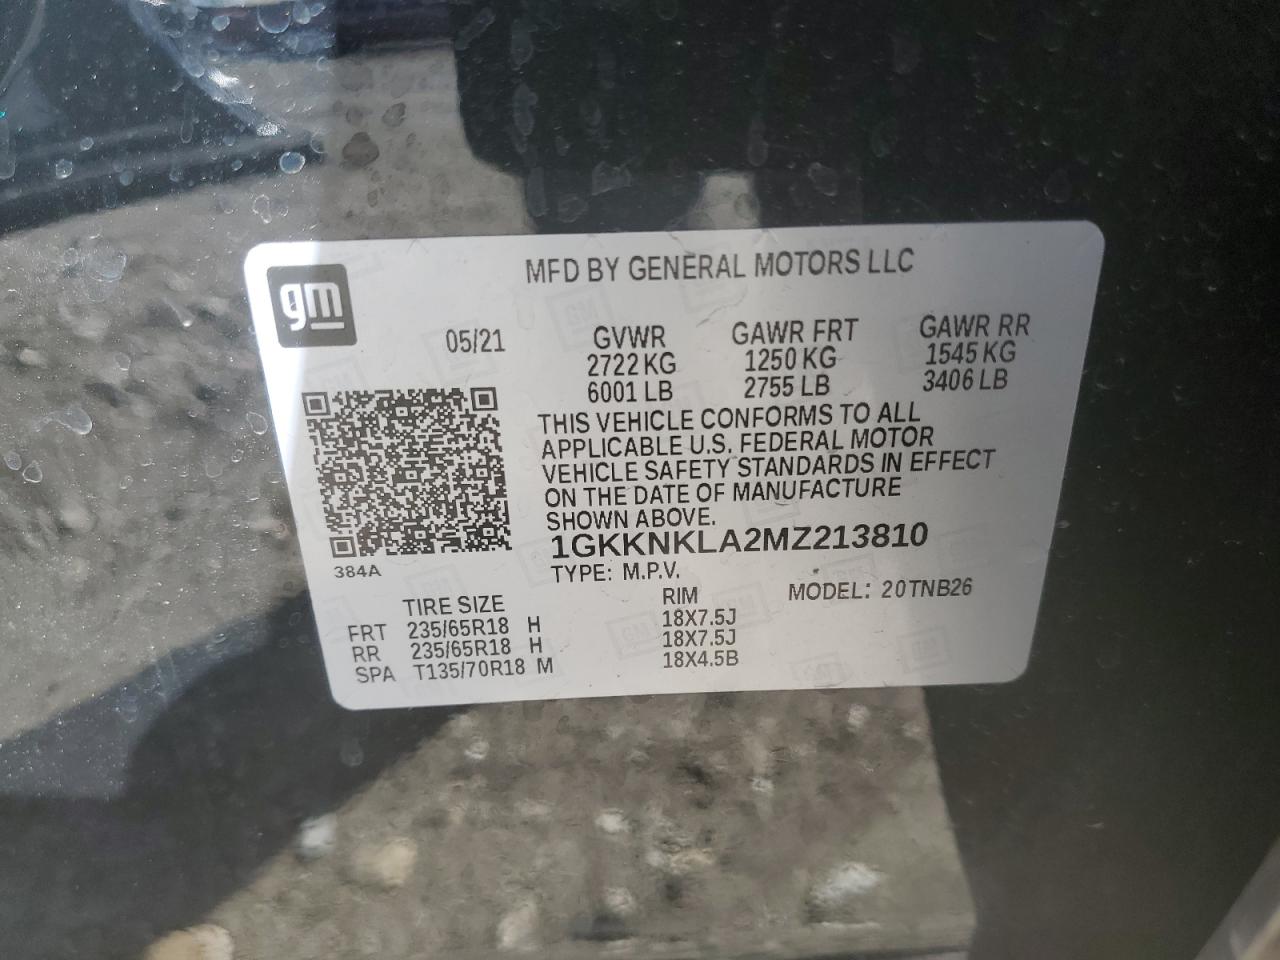 gm
MFD BY GENERAL MOTORS LLC
05/21 GVWR GAWR FRT GAWR RR
2722 KG 1250 KG 1545 KG
6001 LB 2755 LB 3406 LB
THIS VEHICLE CONFORMS TO ALL
APPLICABLE U.S. FEDERAL MOTOR
VEHICLE SAFETY STANDARDS IN EFFECT
ON THE DATE OF MANUFACTURE
SHOWN ABOVE.
1GKKNKLA2MZ213810
384A
TYPE: M.P.V. MODEL: 20TNB26
TIRE SIZE RIM
FRT 235/65R18 H 18X7.5J
RR 235/65R18 H 18X7.5J
SPA T135/70R18 M 18X4.5B